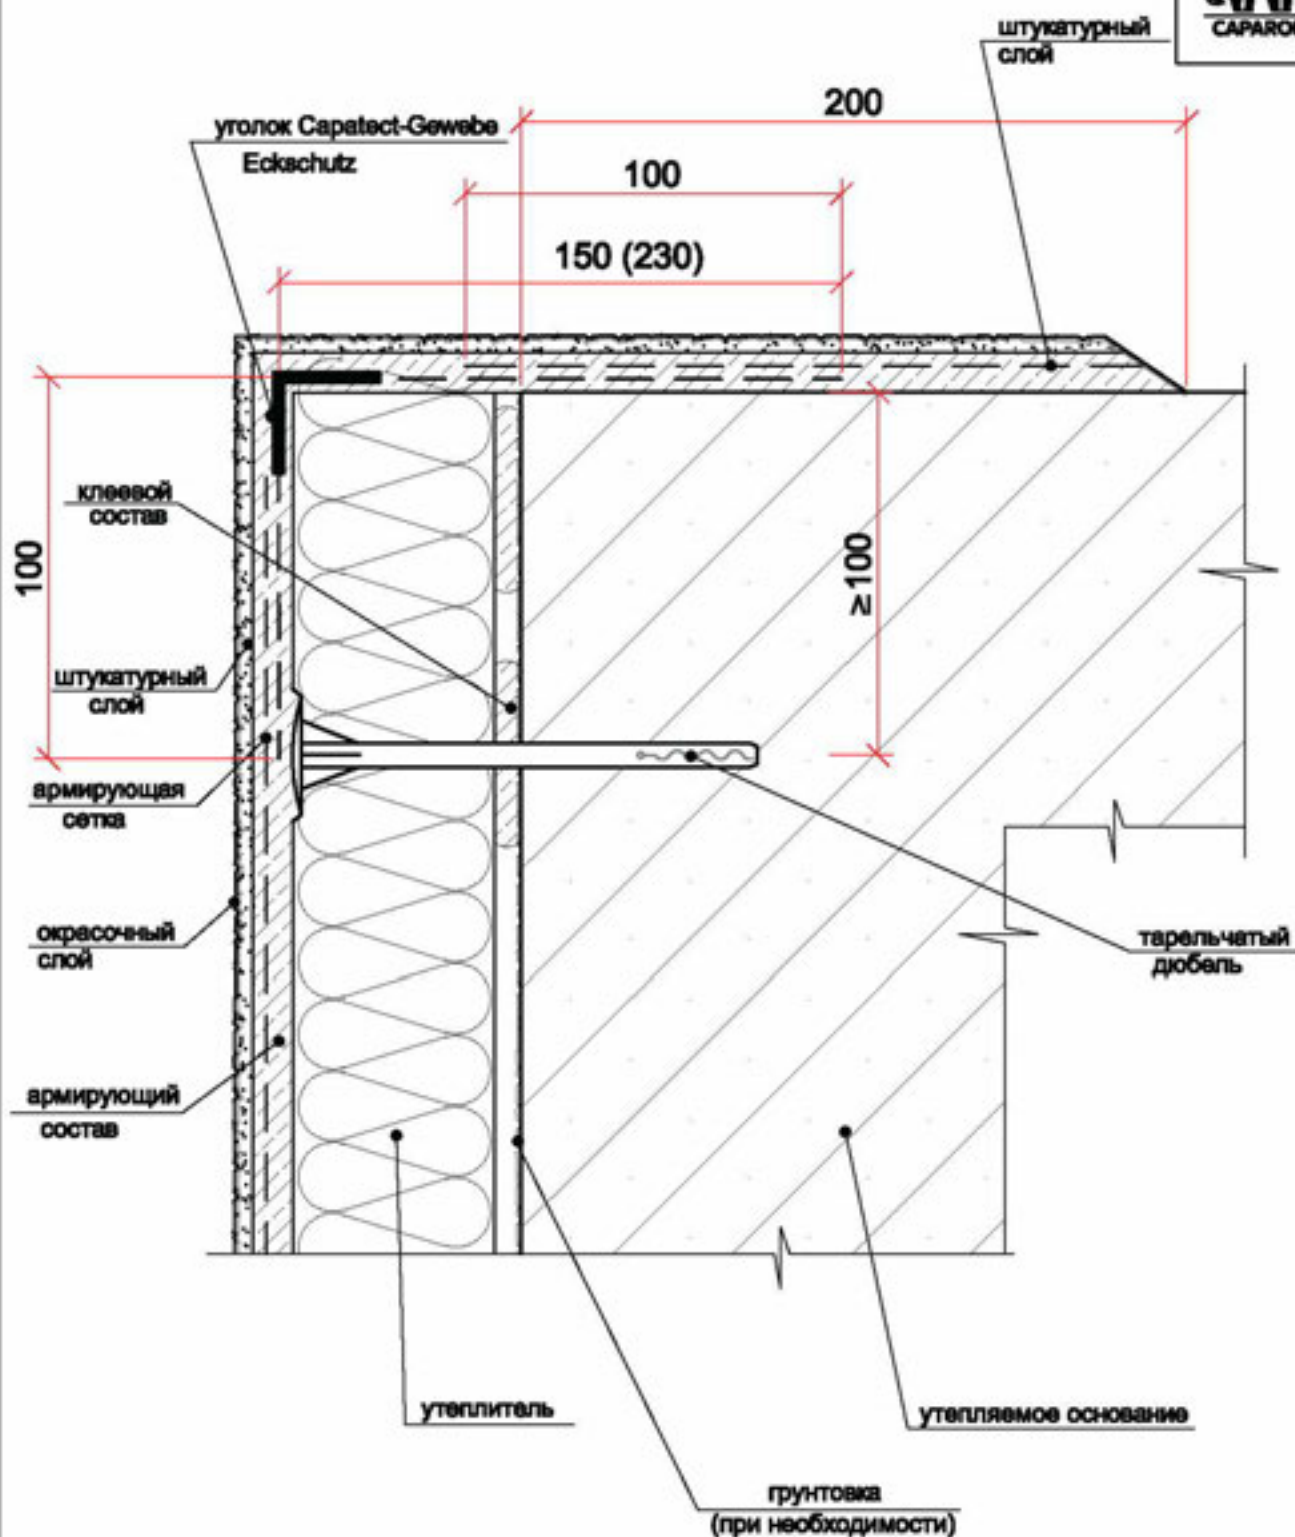 CAPARO
штукатурный
слой
200
уголок Capatect-Gewebe
Eckschutz
100
150 (230)
клеевой
состав
100
≥100
штукатурный
слой
армирующая
сетка
окрасочный
слой
тарельчатый
дюбель
армирующий
состав
утеплитель
утепляемое основание
грунтовка
(при необходимости)